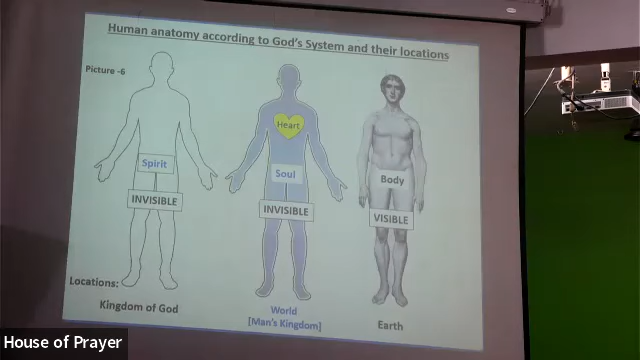 Human anatomy according to God's System and their locations
Picture -6
Heart
Spirit
Soul
Body
INVISIBLE
INVISIBLE
VISIBLE
Locations:
Kingdom of God
World
[Man's Kingdom]
Earth
House of Prayer